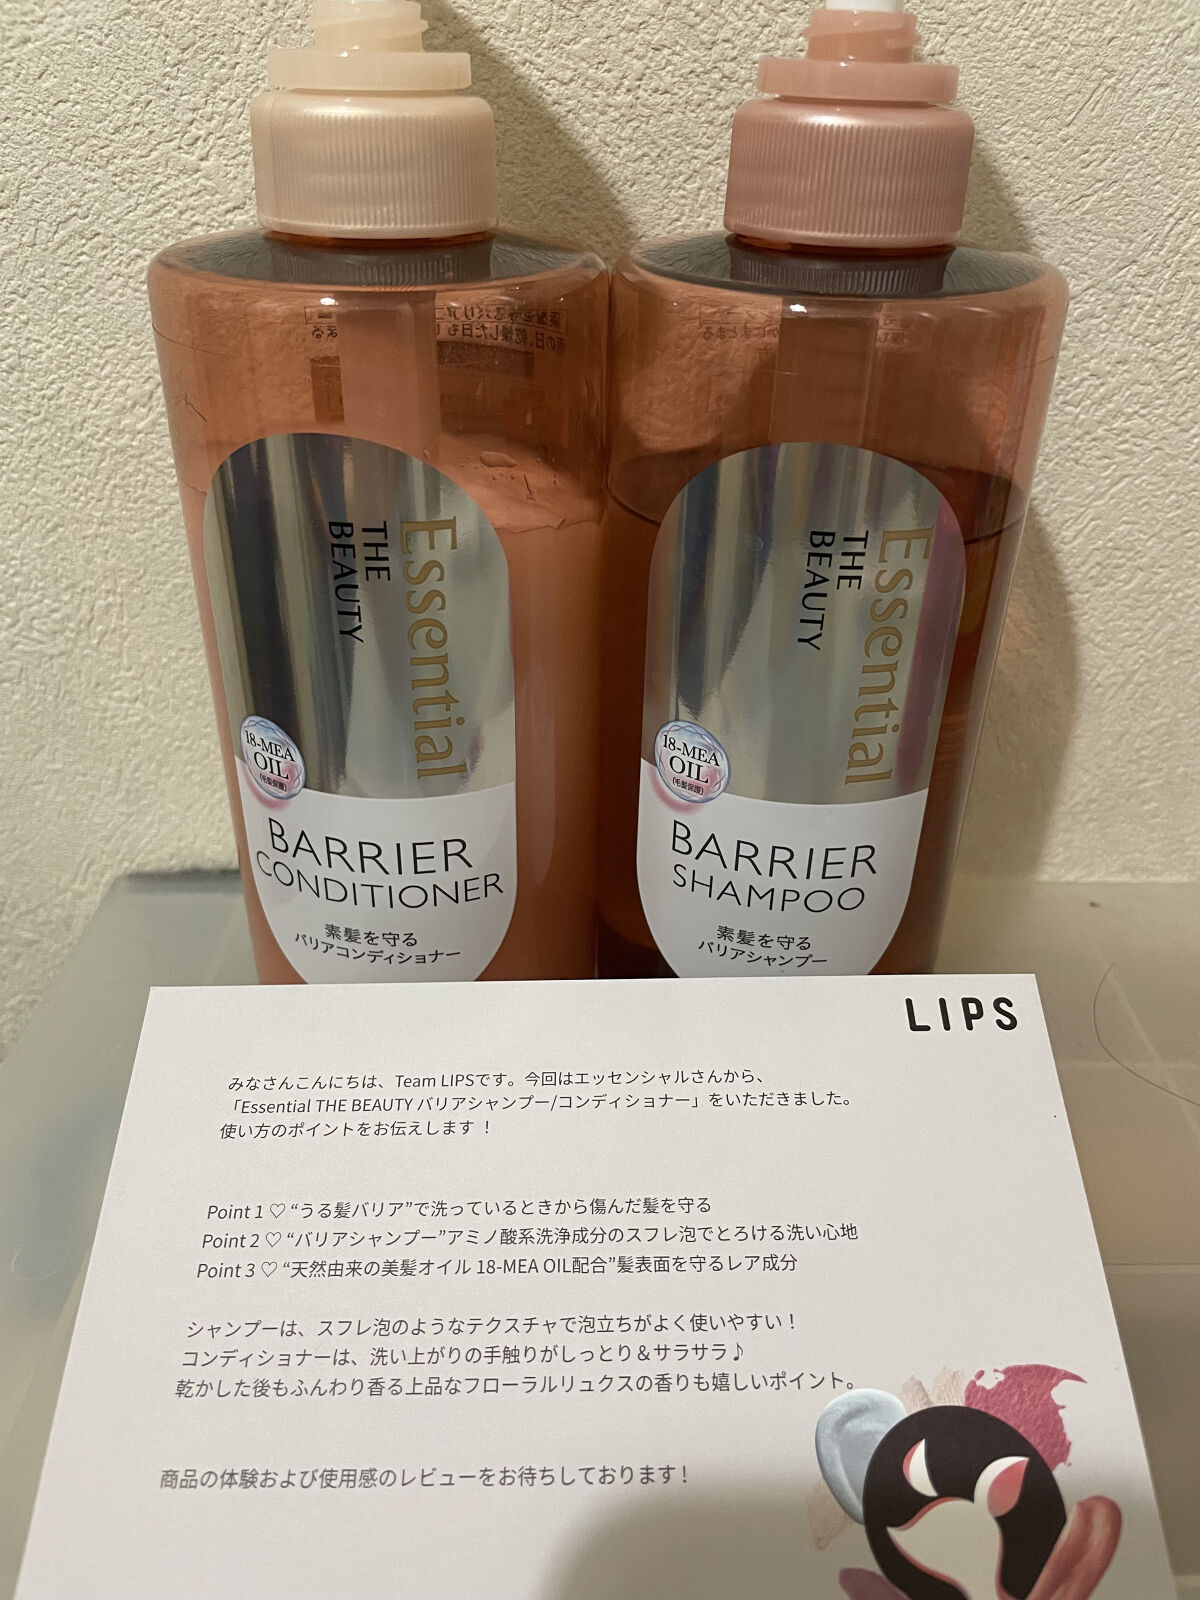 Essential
THE
BEAUTY
18-MEA
OIL
(毛髪保護)
BARRIER
CONDITIONER
素髪を守る
バリアコンディショナー
Essential
THE
BEAUTY
18-MEA
OIL
(毛髪保護)
BARRIER
SHAMPOO
素髪を守る
バリアシャンプー
LIPS
みなさんこんにちは、Team LIPSです。今回はエッセンシャルさんから、
「Essential THE BEAUTY バリアシャンプー/コンディショナー」をいただきました。
使い方のポイントをお伝えします！
Point 1 ♡ “うる髪バリア”で洗っているときから傷んだ髪を守る
Point 2 ♡ “バリアシャンプー”アミノ酸系洗浄成分のスフレ泡でとろける洗い心地
Point 3 ♡ “天然由来の美髪オイル 18-MEA OIL配合”髪表面を守るレア成分
シャンプーは、スフレ泡のようなテクスチャで泡立ちがよく使いやすい！
コンディショナーは、洗い上がりの手触りがしっとり＆サラサラ♪
乾かした後もふんわり香る上品なフローラルリュクスの香りも嬉しいポイント。
商品の体験および使用感のレビューをお待ちしております！